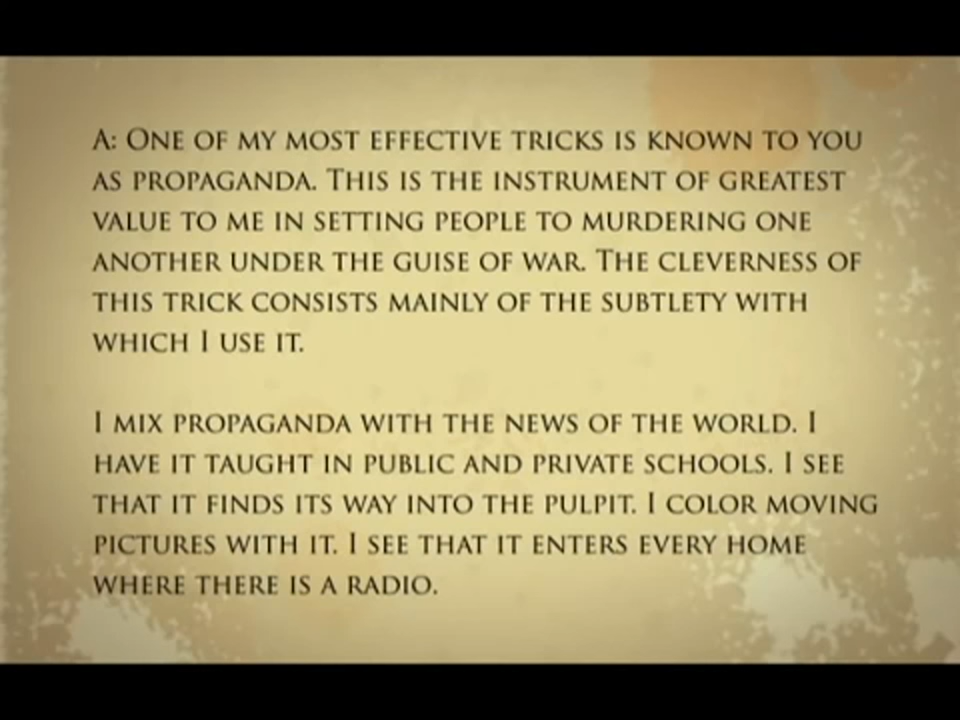 A: ONE OF MY MOST EFFECTIVE TRICKS IS KNOWN TO YOU
AS PROPAGANDA. THIS IS THE INSTRUMENT OF GREATEST
VALUE TO ME IN SETTING PEOPLE TO MURDERING ONE
ANOTHER UNDER THE GUISE OF WAR. THE CLEVERNESS OF
THIS TRICK CONSISTS MAINLY OF THE SUBTLETY WITH
WHICH I USE IT.
I MIX PROPAGANDA WITH THE NEWS OF THE WORLD. I
HAVE IT TAUGHT IN PUBLIC AND PRIVATE SCHOOLS. I SEE
THAT IT FINDS ITS WAY INTO THE PULPIT. I COLOR MOVING
PICTURES WITH IT. I SEE THAT IT ENTERS EVERY HOME
WHERE THERE IS A RADIO.